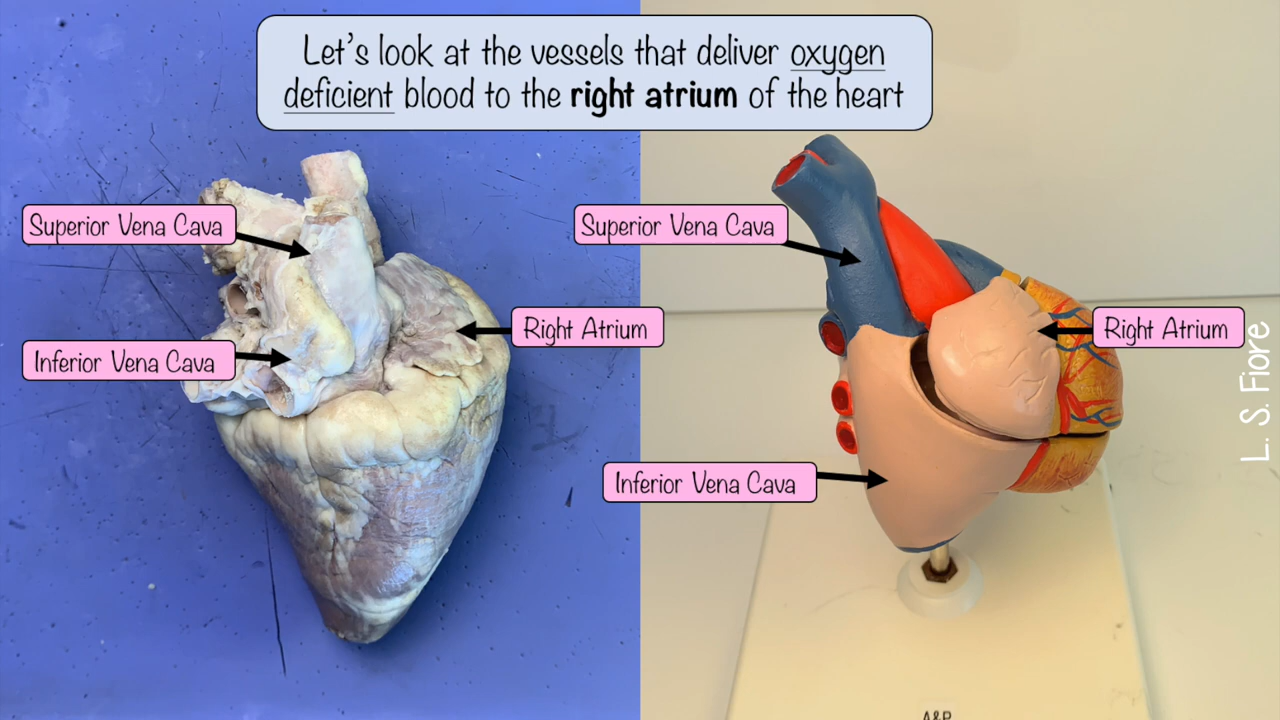 Let's look at the vessels that deliver oxygen
deficient blood to the right atrium of the heart
Superior Vena Cava
Superior Vena Cava
Right Atrium
Right Atrium
Inferior Vena Cava
Inferior Vena Cava
L. S. Fiore
A&P